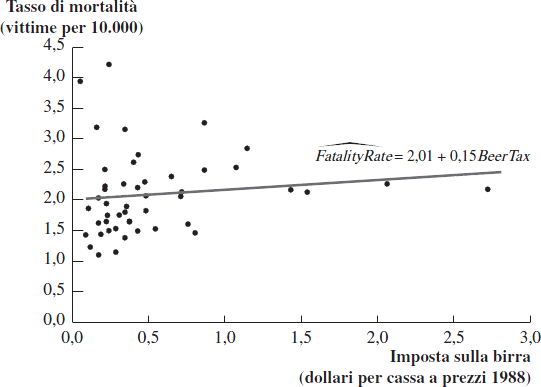 Tasso di mortalità
(vittime per 10.000)
4,5
4,0
3,5
3,0
2,5
2,0
1,5
1,0
0,5
0,0
FatalityRate = 2,01 + 0,15BeerTax
0,0 0,5 1,0 1,5 2,0 2,5 3,0
Imposta sulla birra
(dollari per cassa a prezzi 1988)